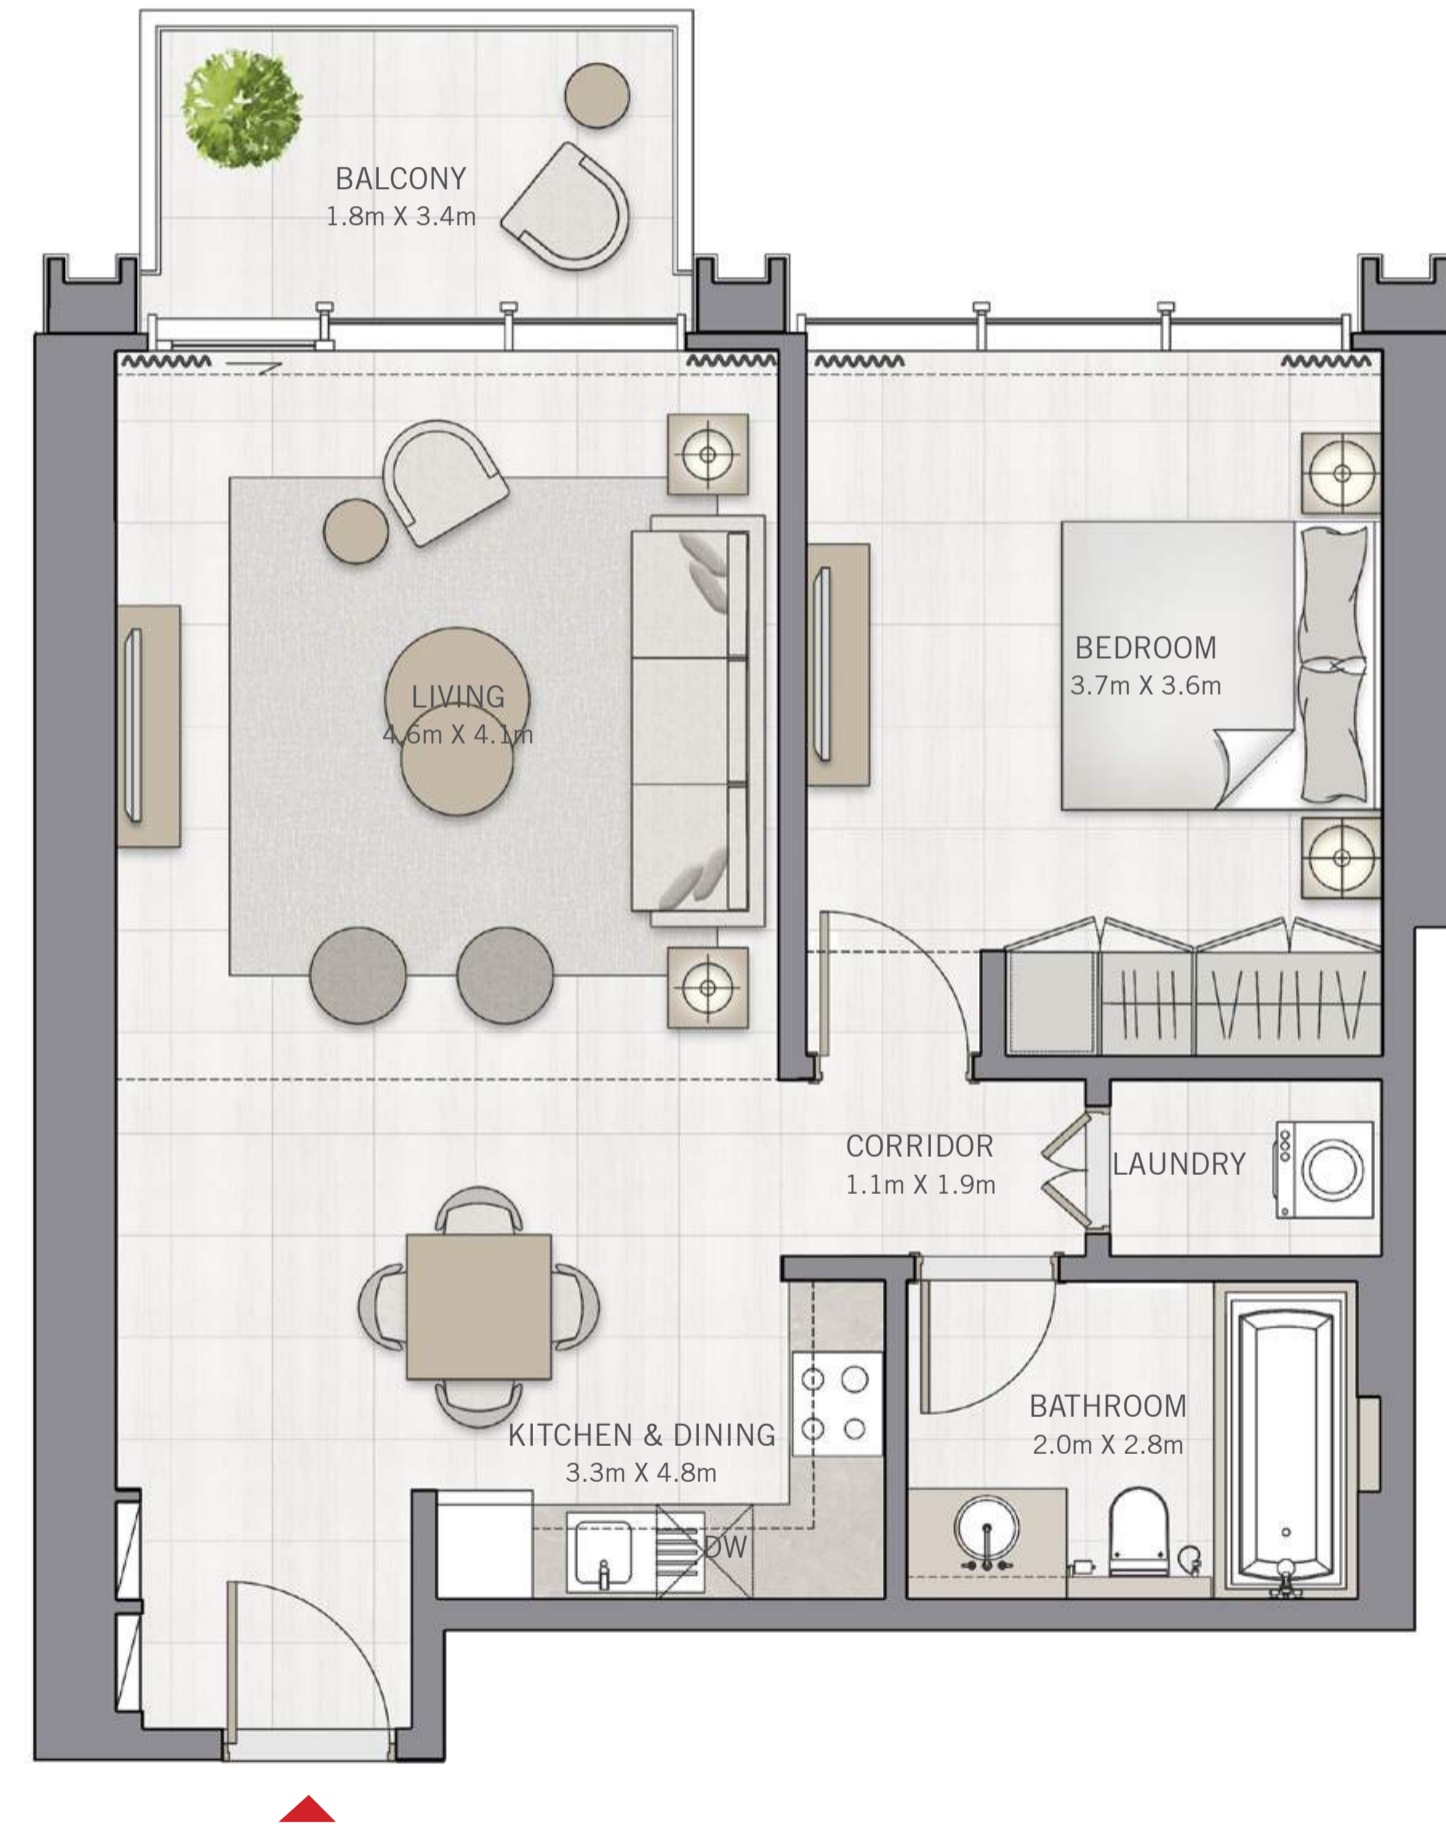 BALCONY
1.8m X 3.4m
LIVING
4.6m X 4.1m
BEDROOM
3.7m X 3.6m
CORRIDOR
1.1m X 1.9m
LAUNDRY
KITCHEN & DINING
3.3m X 4.8m
BATHROOM
2.0m X 2.8m
DW